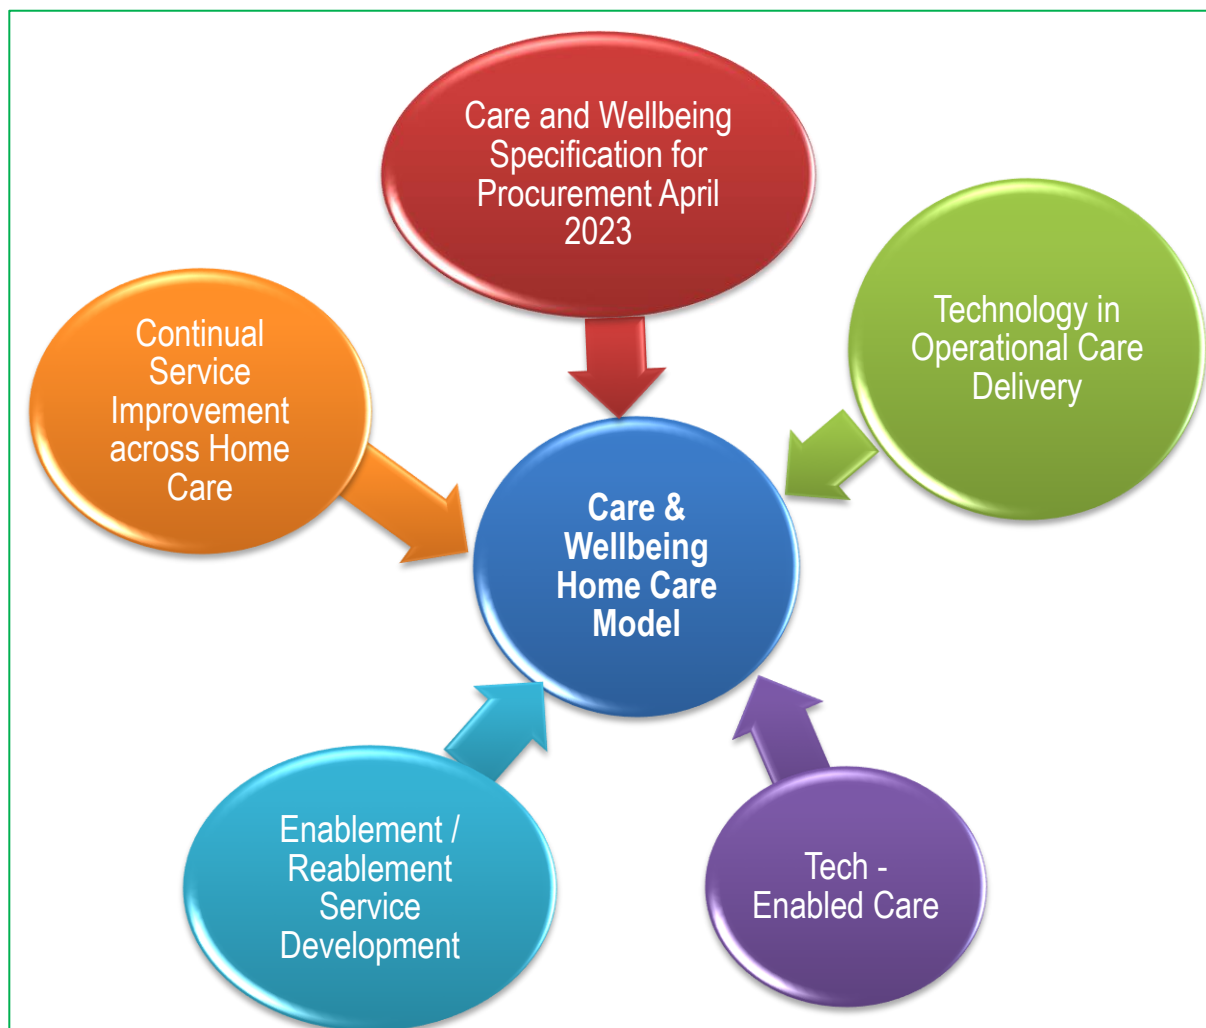 Care and Wellbeing
Specification for
Procurement April
2023
Technology in
Operational Care
Delivery
Continual
Service
Improvement
across Home
Care
Care &
Wellbeing
Home Care
Model
Enablement /
Reablement
Service
Development
Tech -
Enabled Care